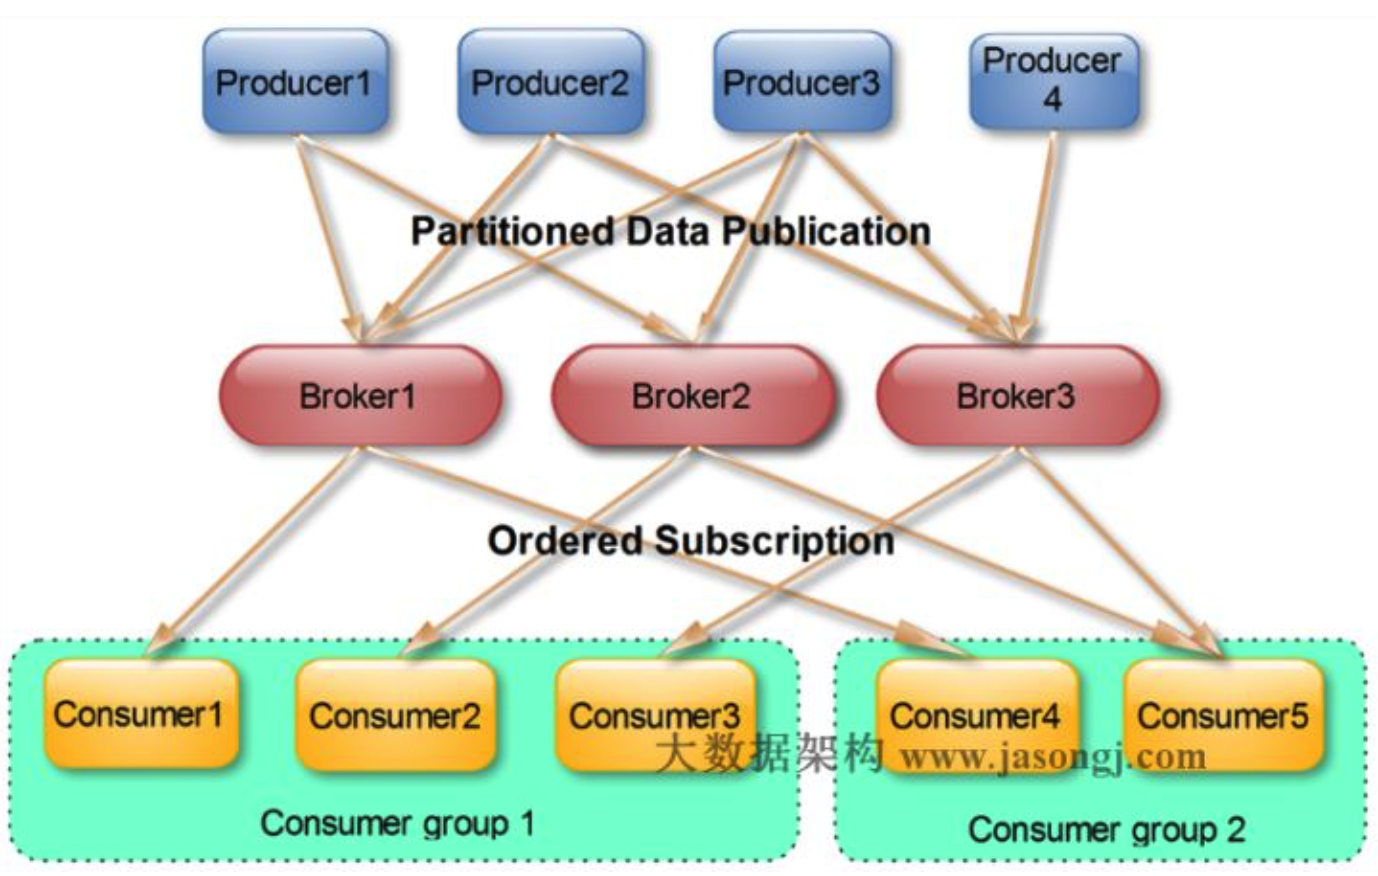 Producer1
Producer2
Producer3
Producer
4
Partitioned Data Publication
Broker1
Broker2
Broker3
Ordered Subscription
Consumer1
Consumer2
Consumer3
Consumer4
Consumer5
大数据架构 www.jasongj.com
Consumer group 1
Consumer group 2